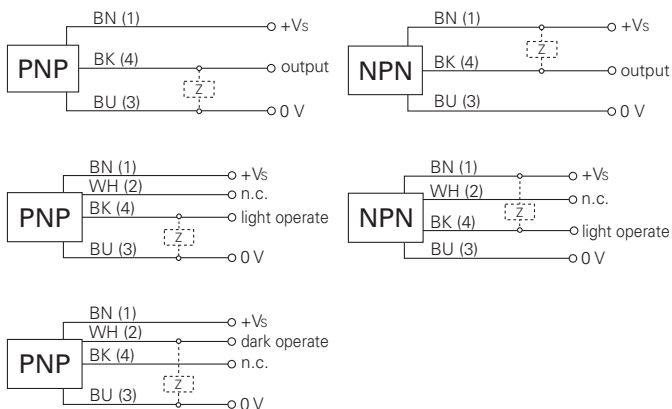 BN (1)
+Vs
PNP
BK (4)
output
Z
BU (3)
0 V
BN (1)
+Vs
Z
NPN
BK (4)
output
BU (3)
0 V
BN (1)
+Vs
WH (2)
n.c.
PNP
BK (4)
light operate
Z
BU (3)
0 V
BN (1)
+Vs
WH (2)
n.c.
NPN
Z
BK (4)
light operate
BU (3)
0 V
BN (1)
+Vs
WH (2)
dark operate
PNP
BK (4)
n.c.
Z
BU (3)
0 V